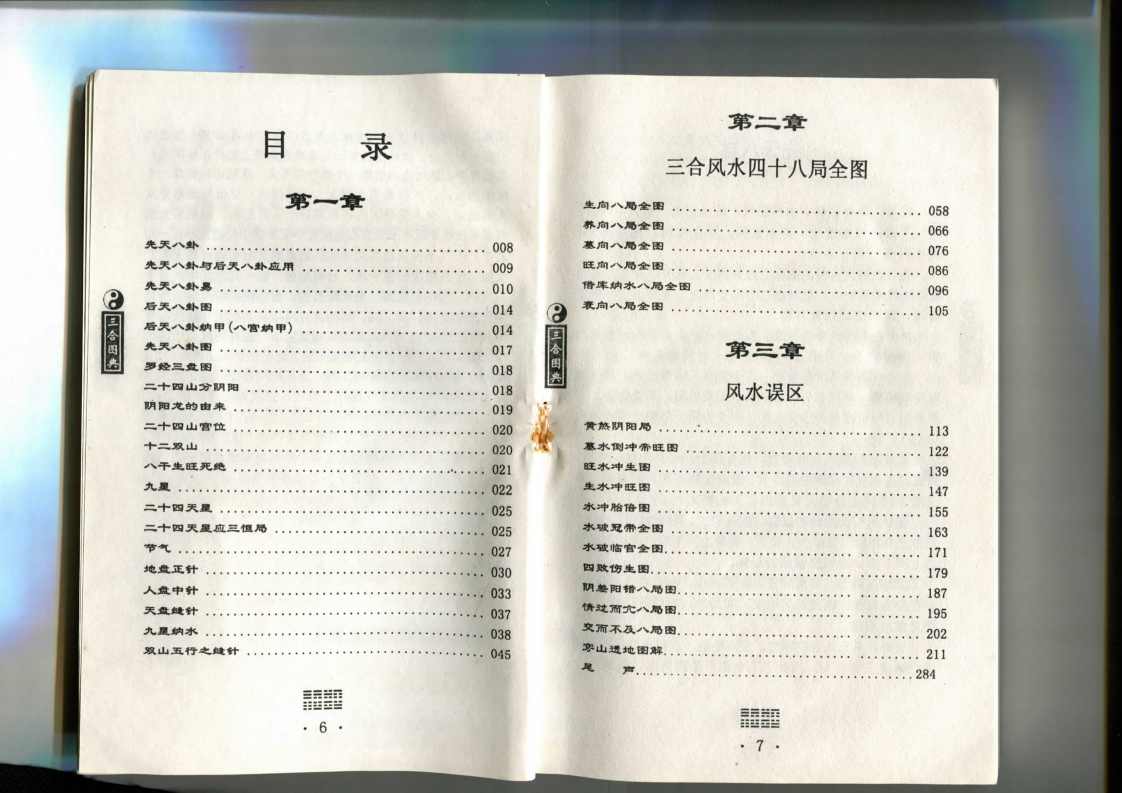 目 录
第一章
先天八卦 008
先天八卦与后天八卦应用 009
先天八卦易 010
后天八卦图 014
后天八卦纳甲(八宫纳甲) 014
先天八卦图 017
罗经三盘图 018
二十四山分阴阳 018
阴阳龙的由来 019
二十四山宫位 020
十二双山 020
八干生旺死绝 021
九星 022
二十四天星 025
二十四天星应三恒局 025
节气 027
地盘正针 030
人盘中针 033
天盘缝针 037
九星纳水 038
双山五行之缝针 045
三合图典
· 6 ·
第二章
三合风水四十八局全图
生向八局全图 058
养向八局全图 066
墓向八局全图 076
旺向八局全图 086
借库纳水八局全图 096
衰向八局全图 105
三合图典
第三章
风水误区
黄煞阴阳局 113
墓水倒冲帝旺图 122
旺水冲生图 139
生水冲旺图 147
水冲胎倍图 155
水破冠带全图 163
水破临官全图 171
四败伤生图 179
阴差阳错八局图 187
情过而亢八局图 195
交而不及八局图 202
穿山透地图解 211
尾 声 284
· 7 ·